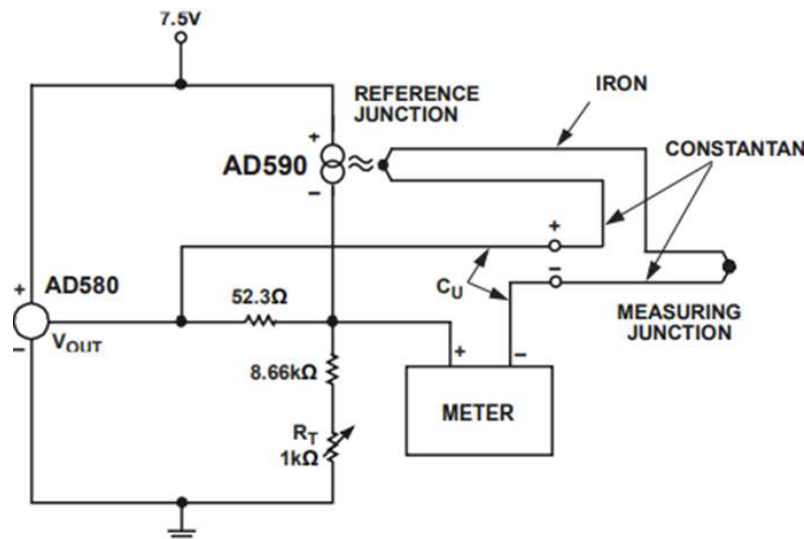 7.5V
REFERENCE
JUNCTION
IRON
CONSTANTAN
+
AD590
–
+
–
CU
+
AD580
–
VOUT
52.3Ω
MEASURING
JUNCTION
8.66kΩ
+
–
METER
RT
1kΩ